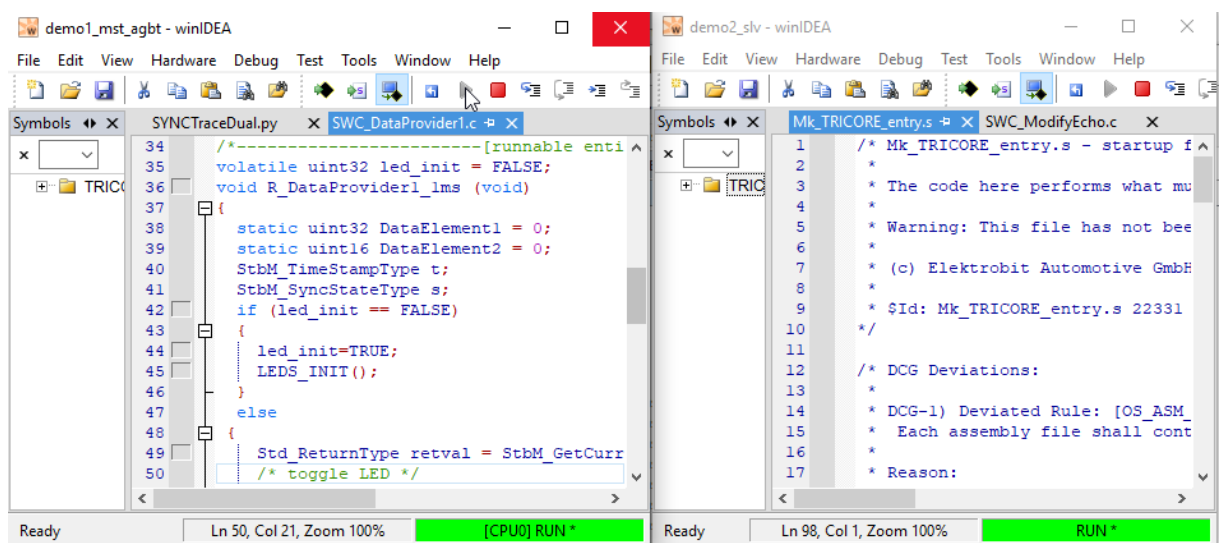 demo1_mst_agbt - winIDEA
File Edit View Hardware Debug Test Tools Window Help
Symbols
SYNCTraceDual.py
SWC_DataProvider1.c
34 /*--------------------------[runnable enti
35 volatile uint32 led_init = FALSE;
36 void R_DataProvider1_1ms (void)
37 {
38 static uint32 DataElement1 = 0;
39 static uint16 DataElement2 = 0;
40 StbM_TimeStampType t;
41 StbM_SyncStateType s;
42 if (led_init == FALSE)
43 {
44 led_init=TRUE;
45 LEDS_INIT();
46 }
47 else
48 {
49 Std_ReturnType retval = StbM_GetCurr
50 /* toggle LED */
TRICO
Ready
Ln 50, Col 21, Zoom 100%
[CPU0] RUN *
demo2_slv - winIDEA
File Edit View Hardware Debug Test Tools Window Help
Symbols
Mk_TRICORE_entry.s
SWC_ModifyEcho.c
1 /* Mk_TRICORE_entry.s - startup f
2 *
3 * The code here performs what mu
4 *
5 * Warning: This file has not bee
6 *
7 * (c) Elektrobit Automotive GmbH
8 *
9 * $Id: Mk_TRICORE_entry.s 22331
10 */
11
12 /* DCG Deviations:
13 *
14 * DCG-1) Deviated Rule: [OS_ASM_
15 * Each assembly file shall cont
16 *
17 * Reason:
TRIC
Ready
Ln 98, Col 1, Zoom 100%
RUN *